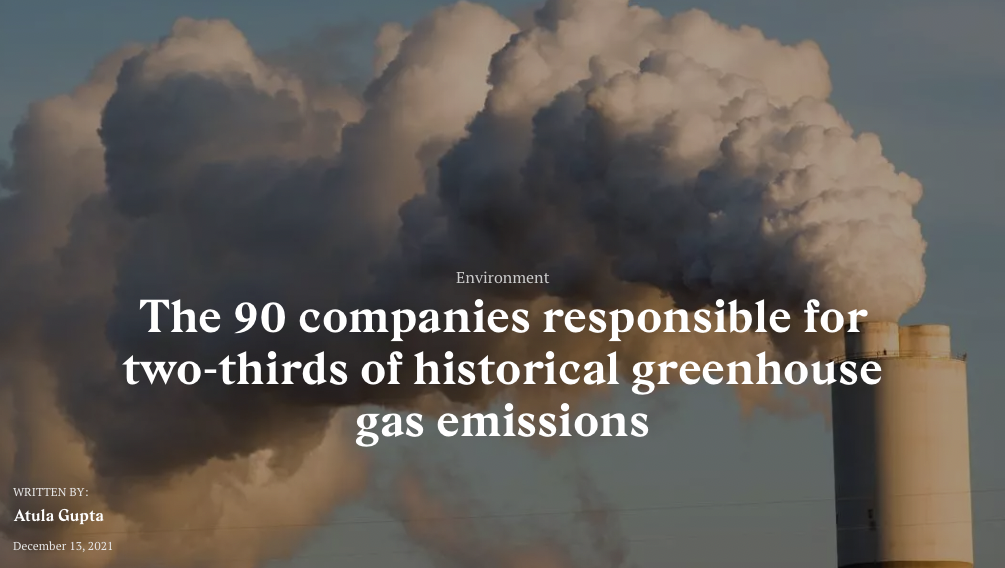 Environment
The 90 companies responsible for
two-thirds of historical greenhouse
gas emissions
WRITTEN BY:
Atula Gupta
December 13, 2021